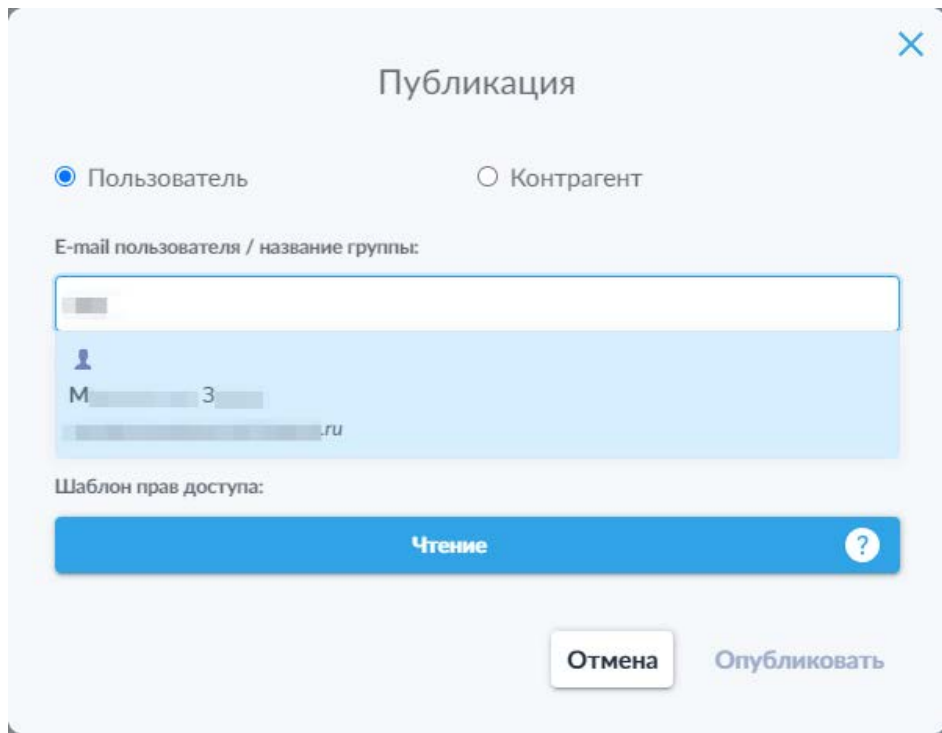 Публикация
Пользователь
Контрагент
E-mail пользователя / название группы:
Шаблон прав доступа:
Чтение
?
Отмена
Опубликовать